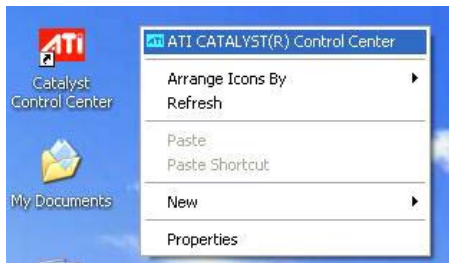 ATI
Catalyst
Control Center
My Documents
ATI CATALYST(R) Control Center
Arrange Icons By
Refresh
Paste
Paste Shortcut
New
Properties